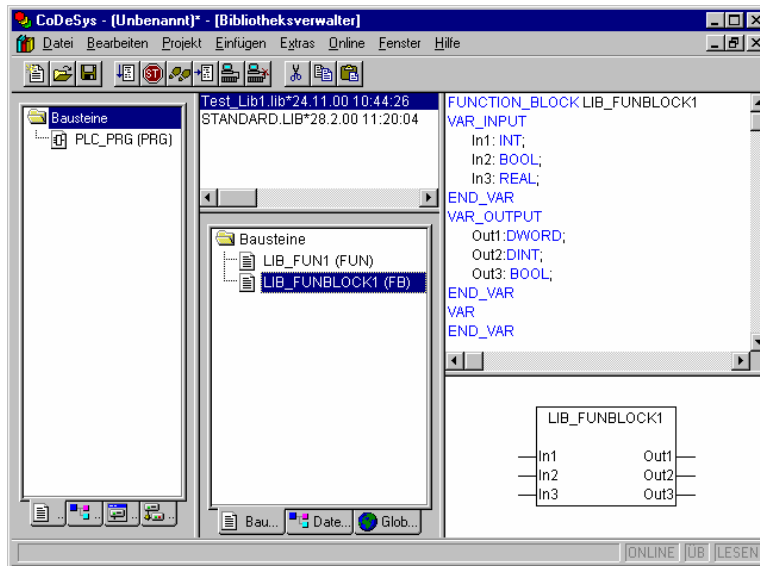 CoDeSys - (Unbenannt)* - [Bibliotheksverwalter]
Datei Bearbeiten Projekt Einfügen Extras Online Fenster Hilfe
Bausteine
PLC_PRG (PRG)
Test_Lib1.lib*24.11.00 10:44:26
STANDARD.LIB*28.2.00 11:20:04
Bausteine
LIB_FUN1 (FUN)
LIB_FUNBLOCK1 (FB)
Bau... Date... Glob...
FUNCTION_BLOCK LIB_FUNBLOCK1
VAR_INPUT
In1: INT;
In2: BOOL;
In3: REAL;
END_VAR
VAR_OUTPUT
Out1:DWORD;
Out2:DINT;
Out3: BOOL;
END_VAR
VAR
END_VAR
LIB_FUNBLOCK1
In1 Out1
In2 Out2
In3 Out3
ONLINE ÜB LESEN